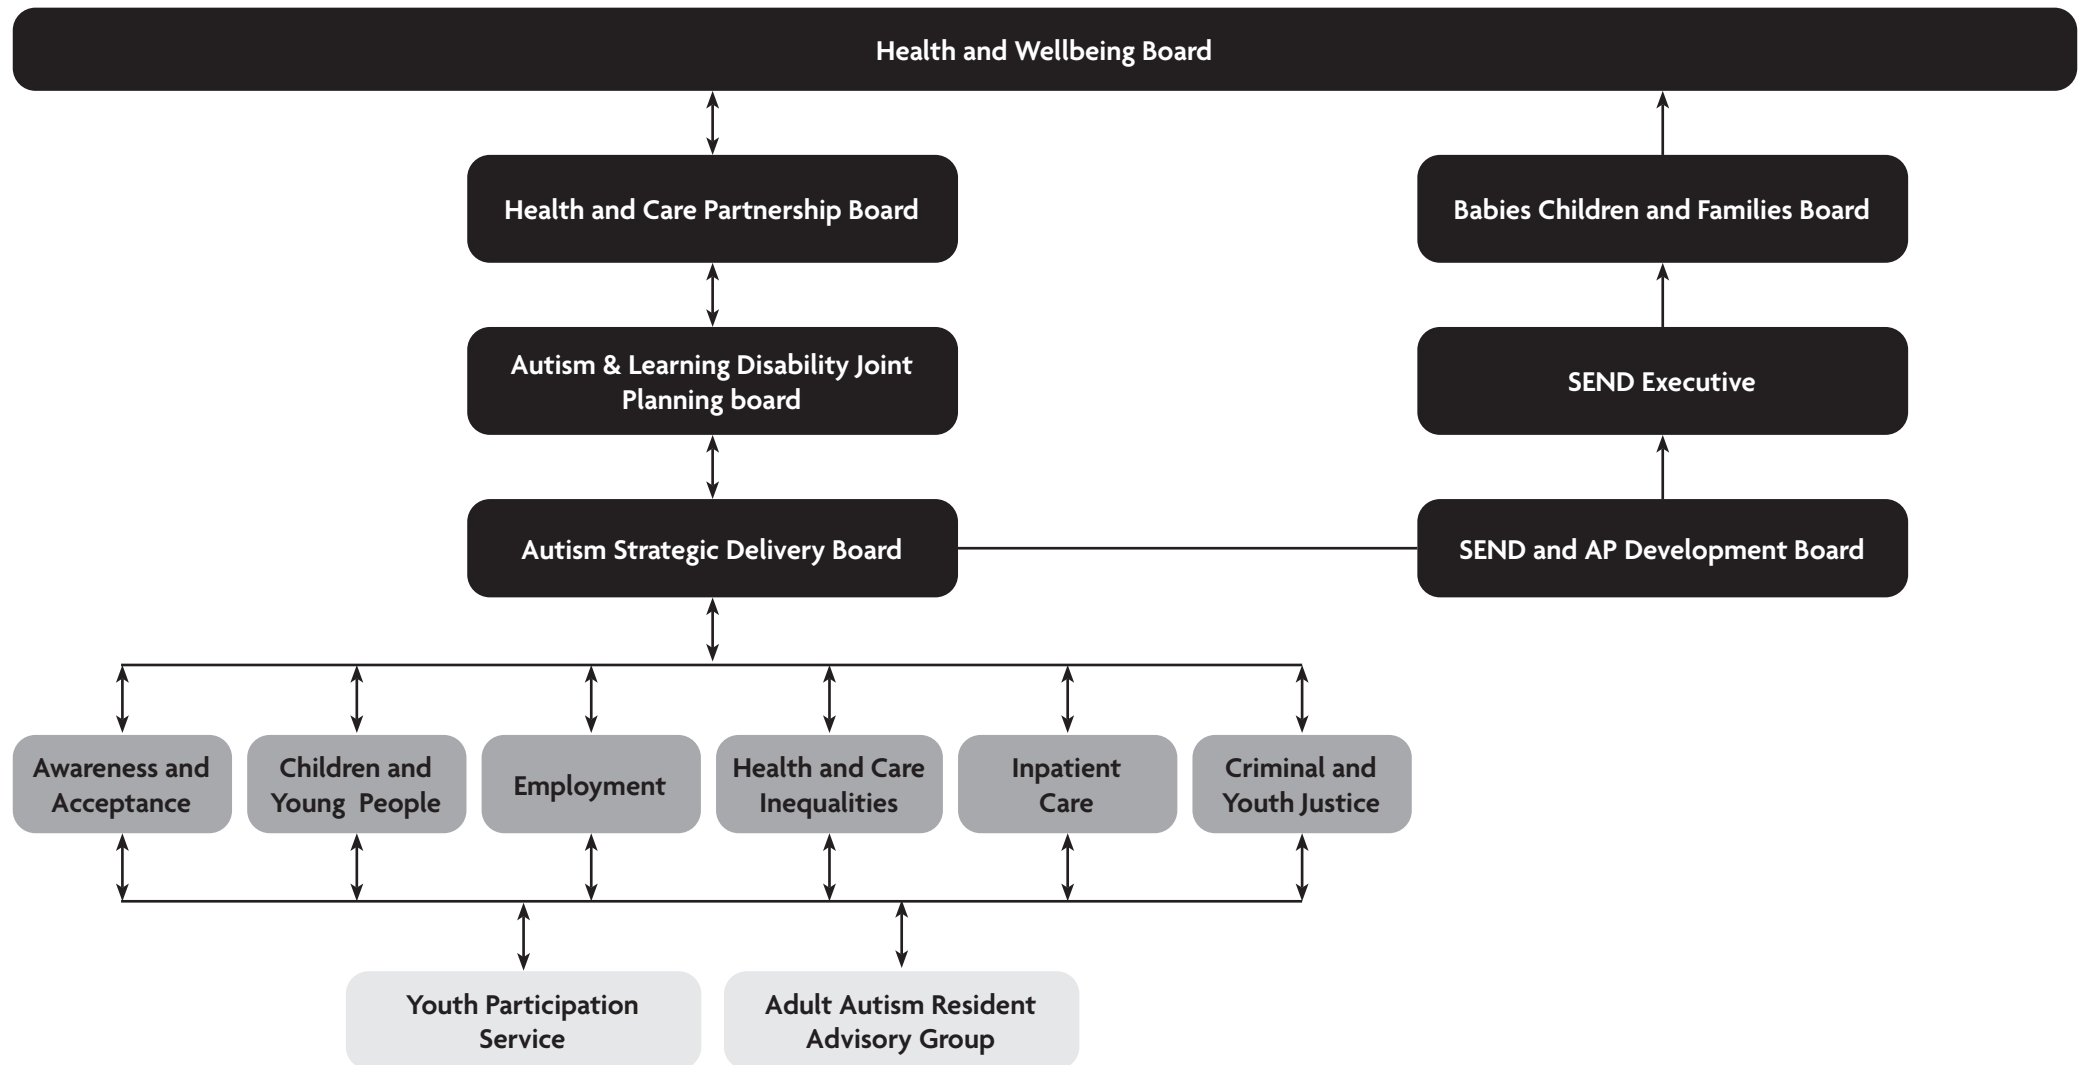 Health and Wellbeing Board
Health and Care Partnership Board
Babies Children and Families Board
Autism & Learning Disability Joint
Planning board
SEND Executive
Autism Strategic Delivery Board
SEND and AP Development Board
Awareness and
Acceptance
Children and
Young  People
Employment
Health and Care
Inequalities
Inpatient
Care
Criminal and
Youth Justice
Youth Participation
Service
Adult Autism Resident
Advisory Group